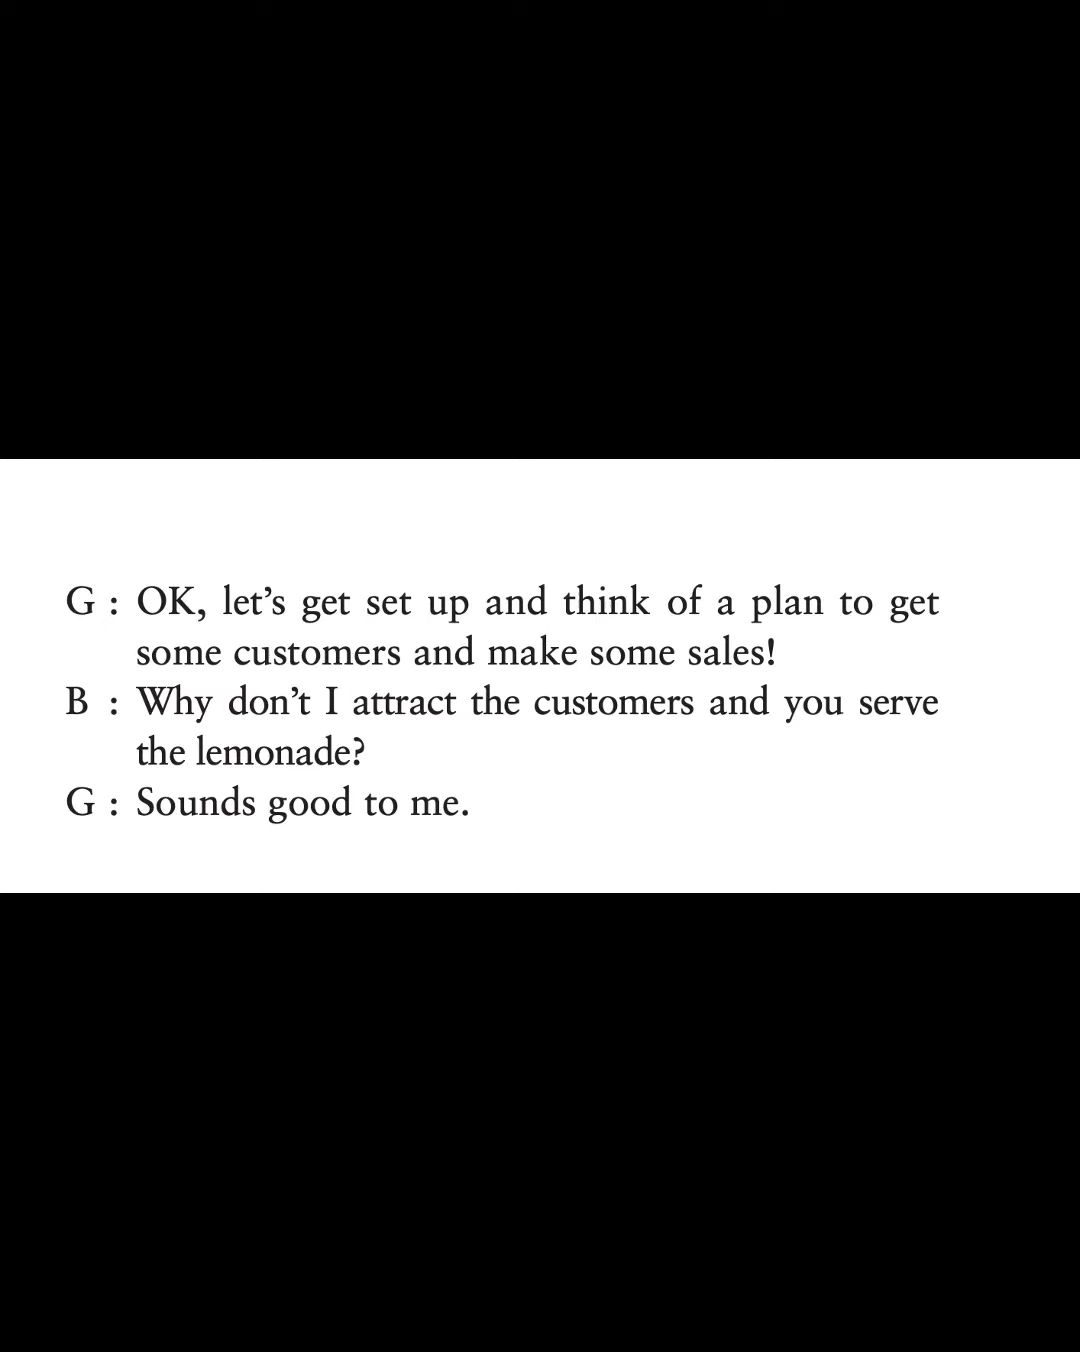 G : OK, let’s get set up and think of a plan to get
some customers and make some sales!
B : Why don’t I attract the customers and you serve
the lemonade?
G : Sounds good to me.